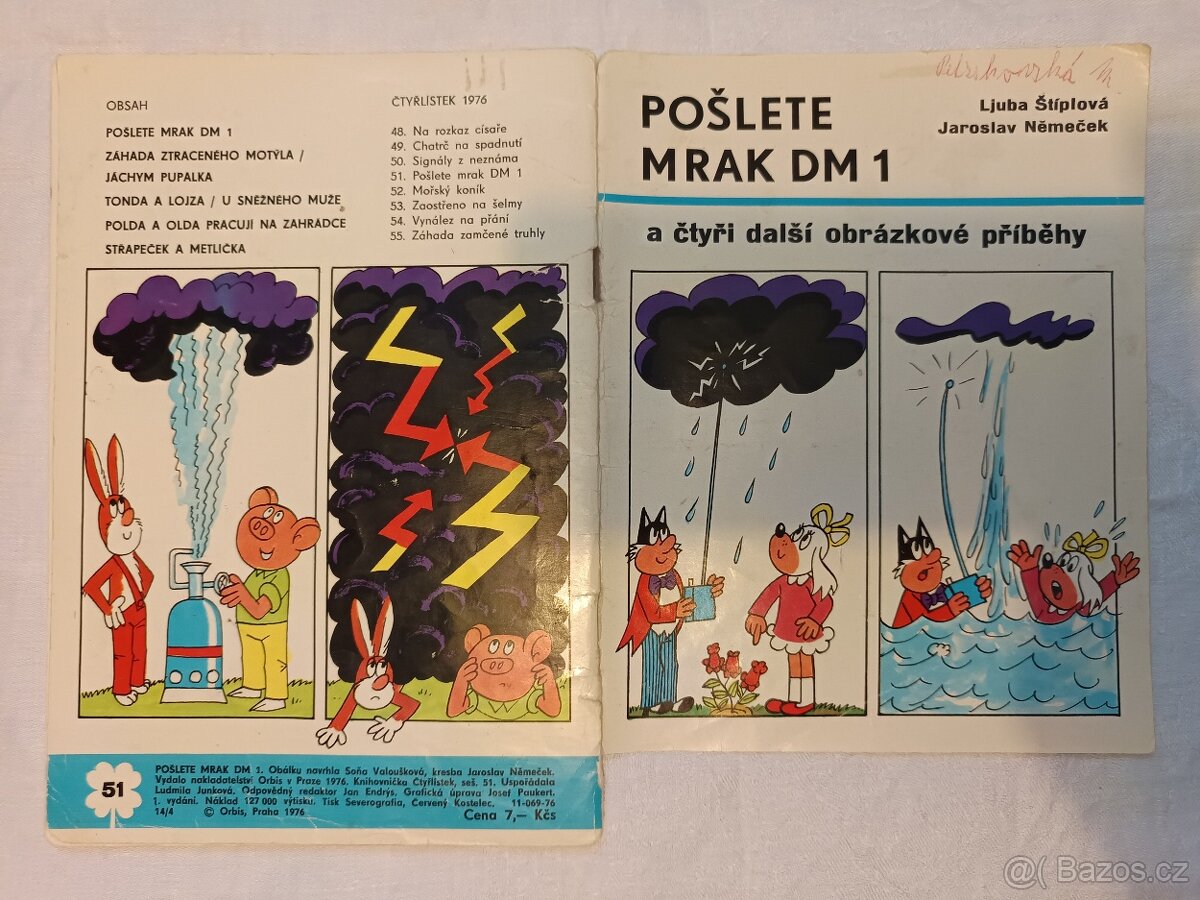 OBSAH
POŠLETE MRAK DM 1
ZÁHADA ZTRACENÉHO MOTÝLA /
JÁCHYM PUPALKA
TONDA A LOJZA / U SNĚŽNÉHO MUŽE
POLDA A OLDA PRACUJÍ NA ZAHRÁDCE
STRAPEČEK A METLIČKA
ČTYŘLÍSTEK 1976
48. Na rozkaz císaře
49. Chatrč na spadnutí
50. Signály z neznáma
51. Pošlete mrak DM 1
52. Mořský koník
53. Zaostřeno na šelmy
54. Vynález na přání
55. Záhada zamčené truhly
51
POŠLETE MRAK DM 1. Obálku navrhla Soňa Valoušková, kresba Jaroslav Němeček.
Vydalo nakladatelství Orbis v Praze 1976. Knihovnička Čtyřlístek, seš. 51. Uspořádala
Ludmila Junková. Odpovědný redaktor Jan Endrýs. Grafická úprava Josef Paukert.
1. vydání. Náklad 127 000 výtisku. Tisk Severografia, Červený Kostelec. 11-069-76
14/4 © Orbis, Praha 1976
Cena 7,— Kčs
POŠLETE
MRAK DM 1
Ljuba Štíplová
Jaroslav Němeček
a čtyři další obrázkové příběhy
@( Bazos.cz